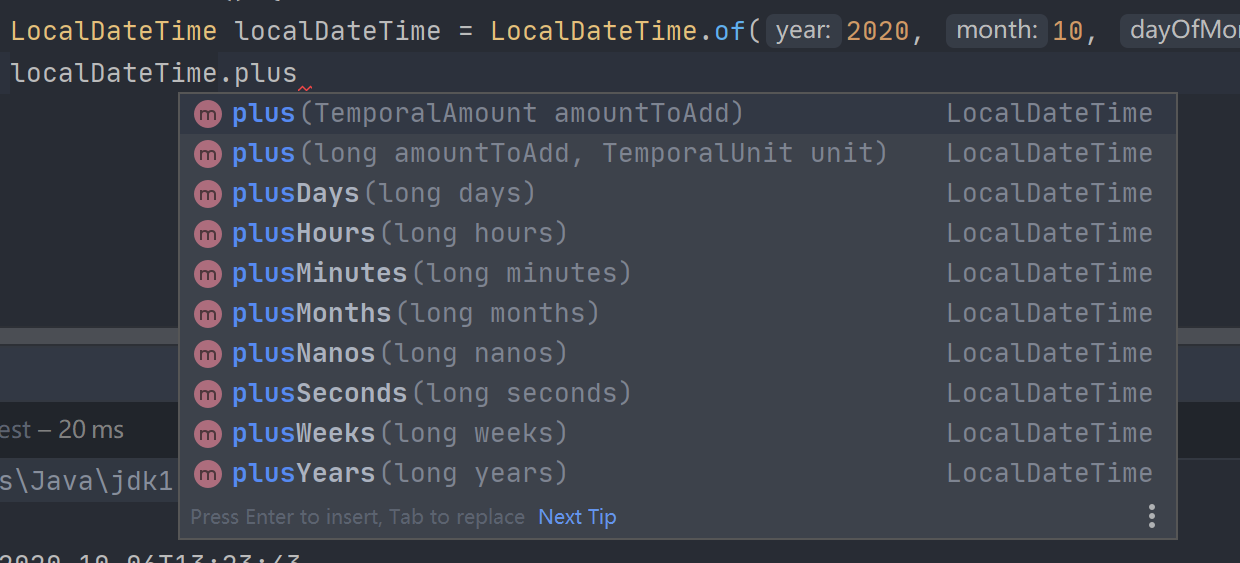 LocalDateTime localDateTime = LocalDateTime.of( year: 2020, month: 10,
localDateTime.plus
m plus(TemporalAmount amountToAdd) LocalDateTime
m plus(long amountToAdd, TemporalUnit unit) LocalDateTime
m plusDays(long days) LocalDateTime
m plusHours(long hours) LocalDateTime
m plusMinutes(long minutes) LocalDateTime
m plusMonths(long months) LocalDateTime
m plusNanos(long nanos) LocalDateTime
m plusSeconds(long seconds) LocalDateTime
m plusWeeks(long weeks) LocalDateTime
m plusYears(long years) LocalDateTime
est – 20 ms
s\Java\jdk1
Press Enter to insert, Tab to replace Next Tip